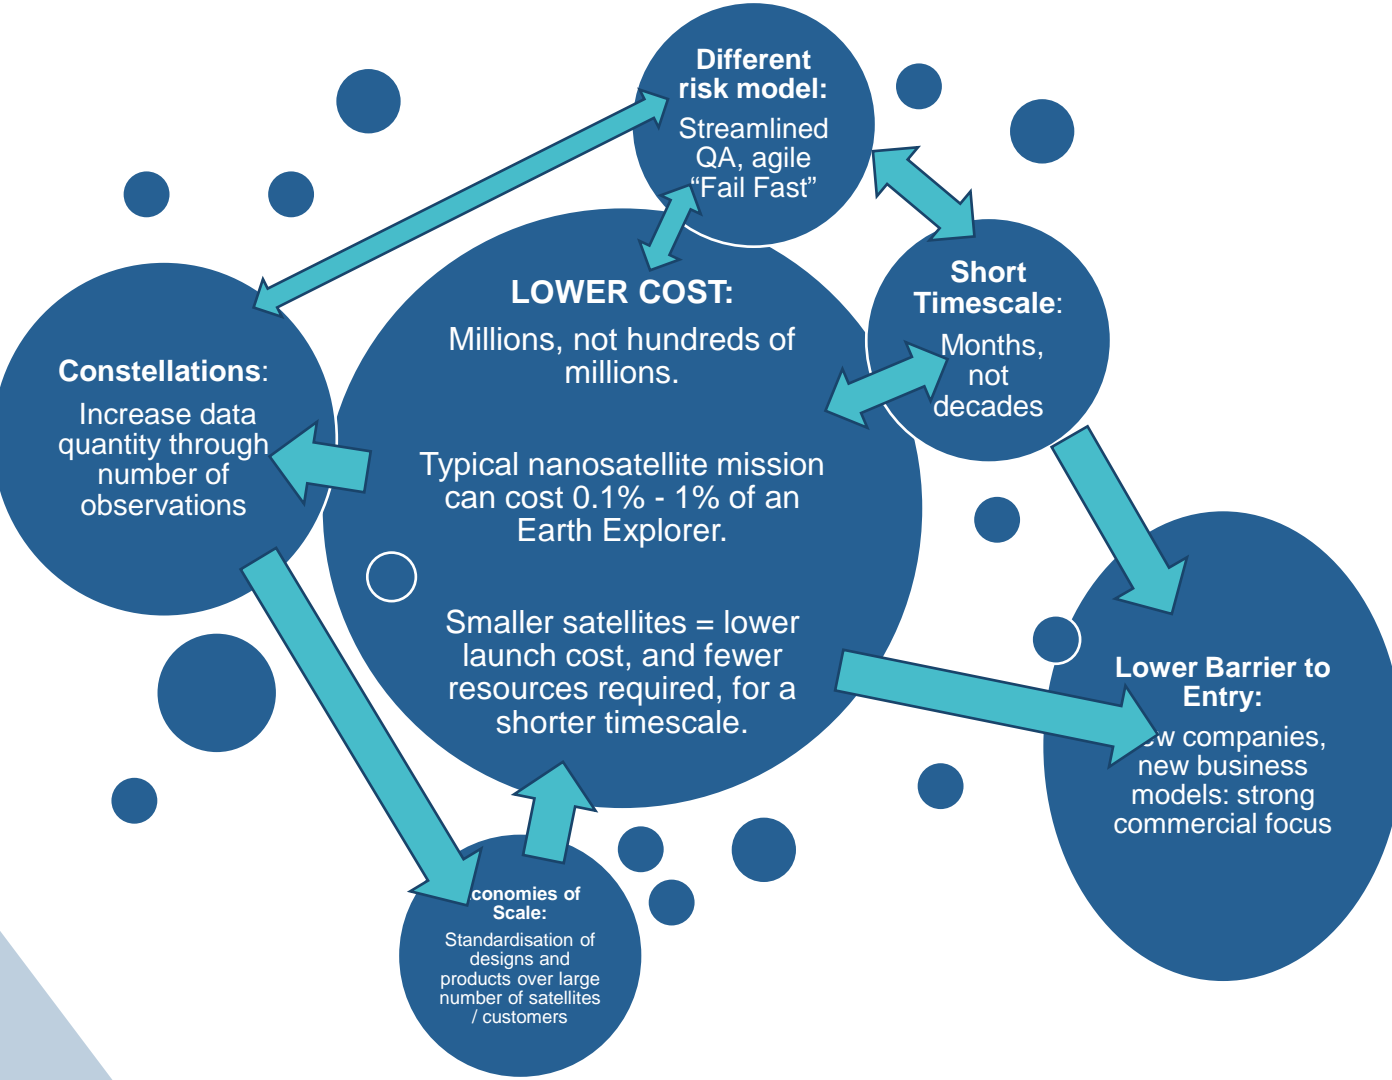 Different
risk model:
Streamlined
QA, agile
“Fail Fast”
LOWER COST:
Millions, not hundreds of
millions.
Typical nanosatellite mission
can cost 0.1% - 1% of an
Earth Explorer.
Smaller satellites = lower
launch cost, and fewer
resources required, for a
shorter timescale.
Short
Timescale:
Months,
not
decades
Constellations:
Increase data
quantity through
number of
observations
Lower Barrier to
Entry:
companies,
new business
models: strong
commercial focus
conomies of
Scale:
Standardisation of
designs and
products over large
number of satellites
/ customers